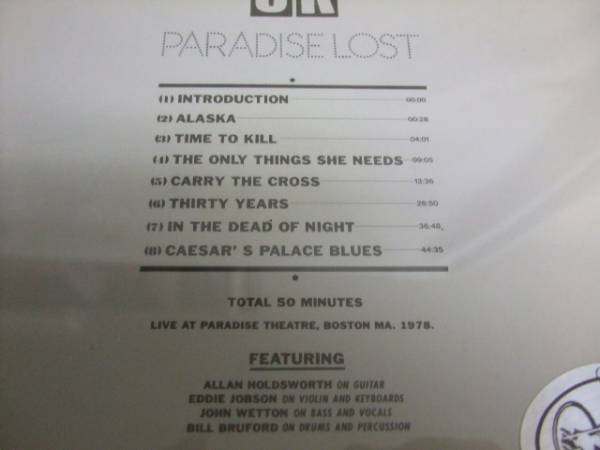 UK
PARADISE LOST
(1) INTRODUCTION 00:00
(2) ALASKA 00:28
(3) TIME TO KILL 04:01
(4) THE ONLY THINGS SHE NEEDS 09:05
(5) CARRY THE CROSS 13:36
(6) THIRTY YEARS 26:50
(7) IN THE DEAD OF NIGHT 36:48,
(8) CAESAR' S PALACE BLUES 44:35
TOTAL 50 MINUTES
LIVE AT PARADISE THEATRE, BOSTON MA. 1978.
FEATURING
ALLAN HOLDSWORTH ON GUITAR
EDDIE JOBSON ON VIOLIN AND KEYBOARDS
JOHN WETTON ON BASS AND VOCALS
BILL BRUFORD ON DRUMS AND PERCUSSION